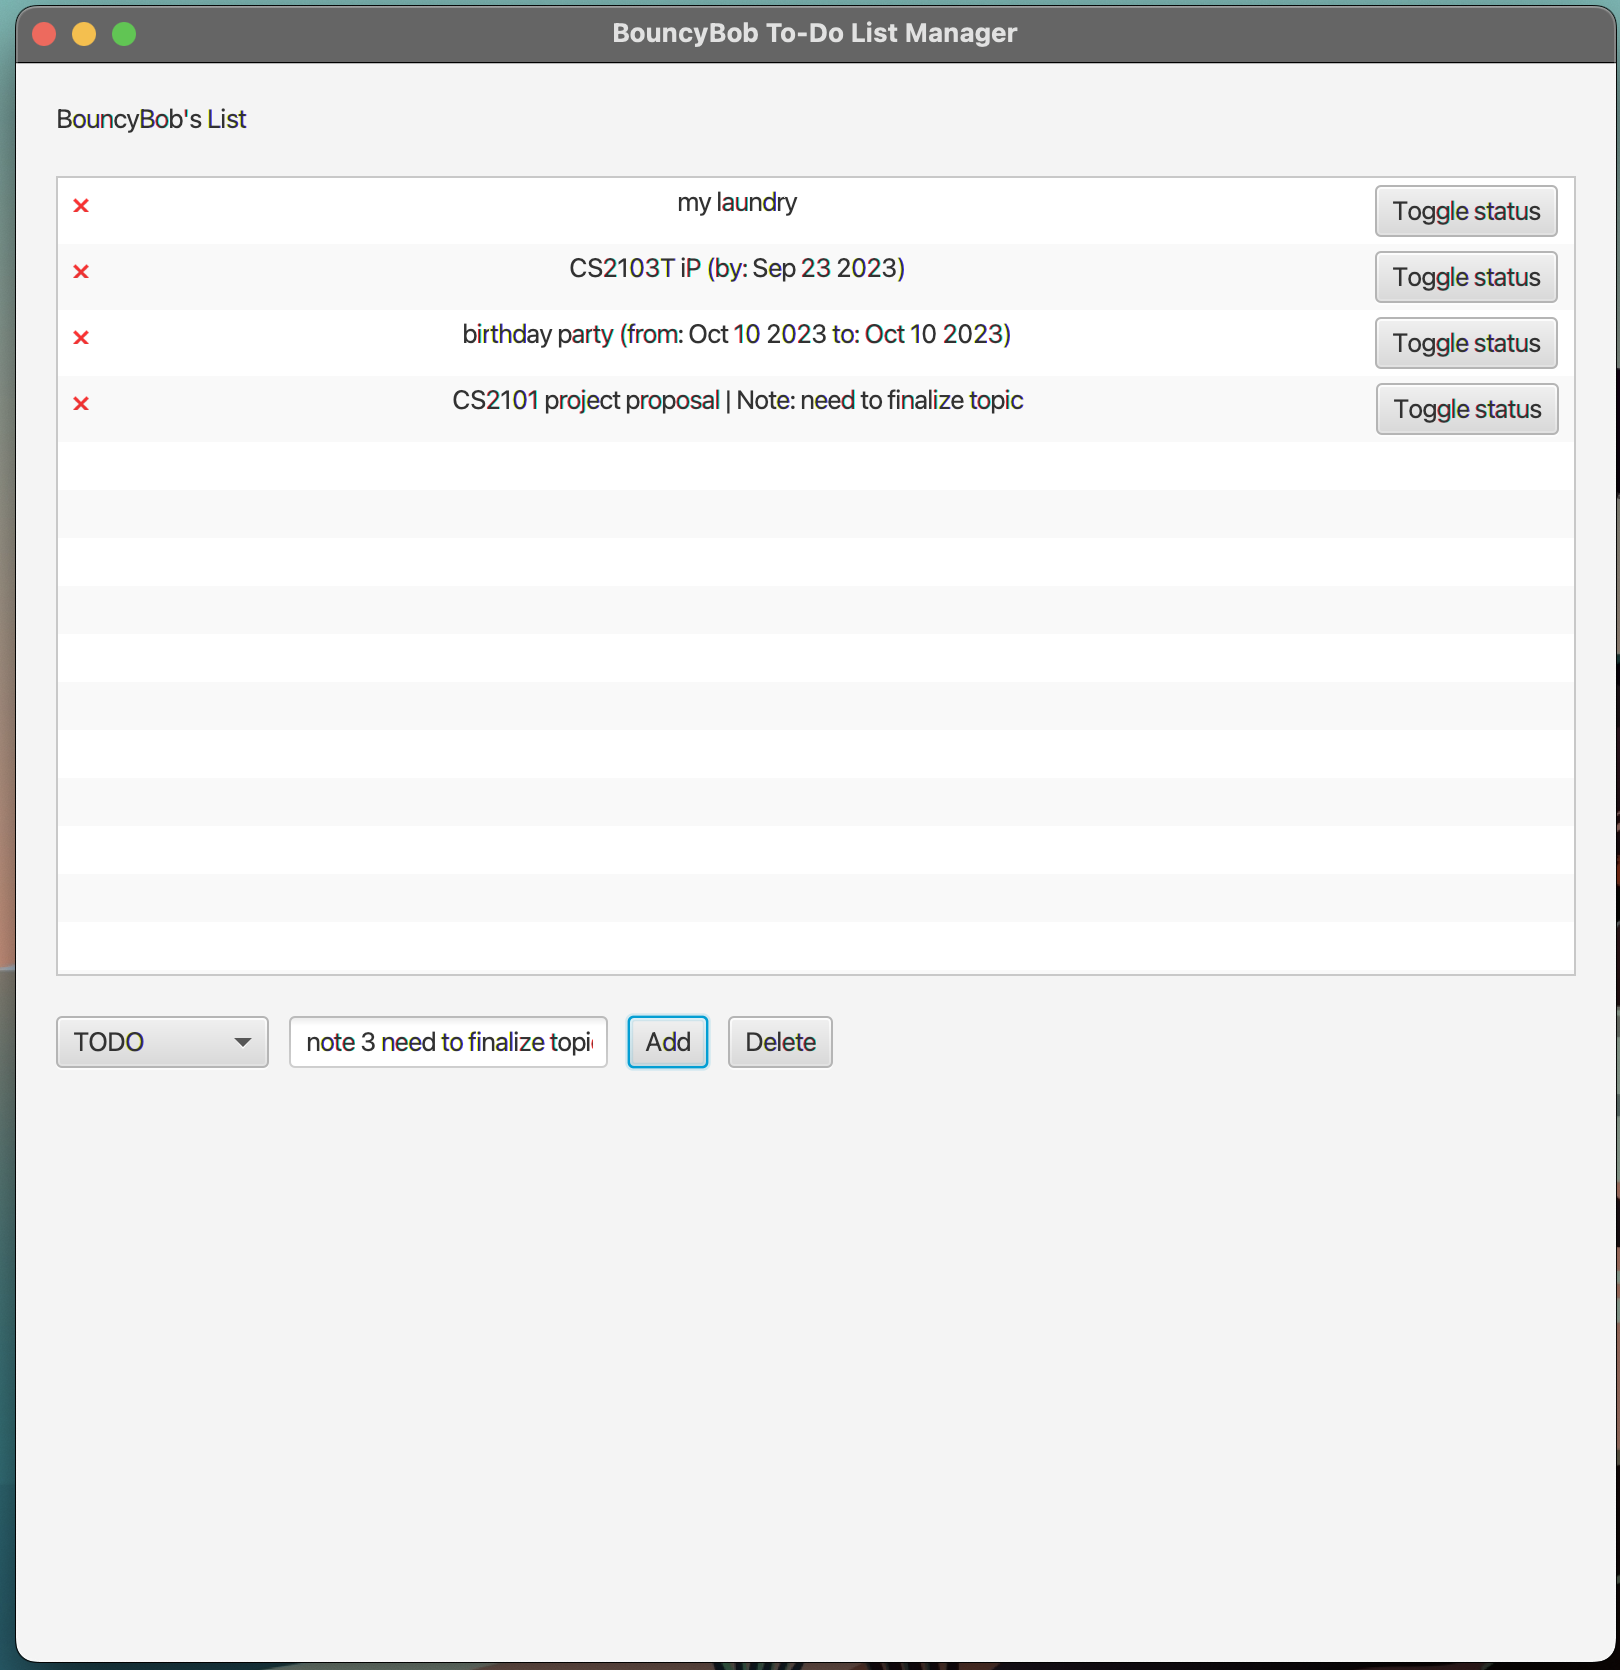 BouncyBob To-Do List Manager
BouncyBob's List
my laundry Toggle status
CS2103T iP (by: Sep 23 2023) Toggle status
birthday party (from: Oct 10 2023 to: Oct 10 2023) Toggle status
CS2101 project proposal | Note: need to finalize topic Toggle status
TODO note 3 need to finalize topi Add Delete